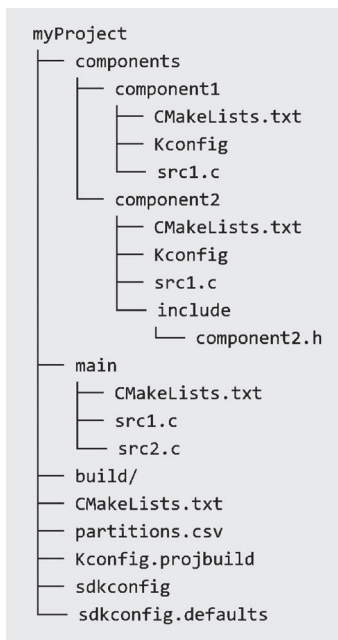 myProject
components
component1
CMakeLists.txt
Kconfig
src1.c
component2
CMakeLists.txt
Kconfig
src1.c
include
component2.h
main
CMakeLists.txt
src1.c
src2.c
build/
CMakeLists.txt
partitions.csv
Kconfig.projbuild
sdkconfig
sdkconfig.defaults